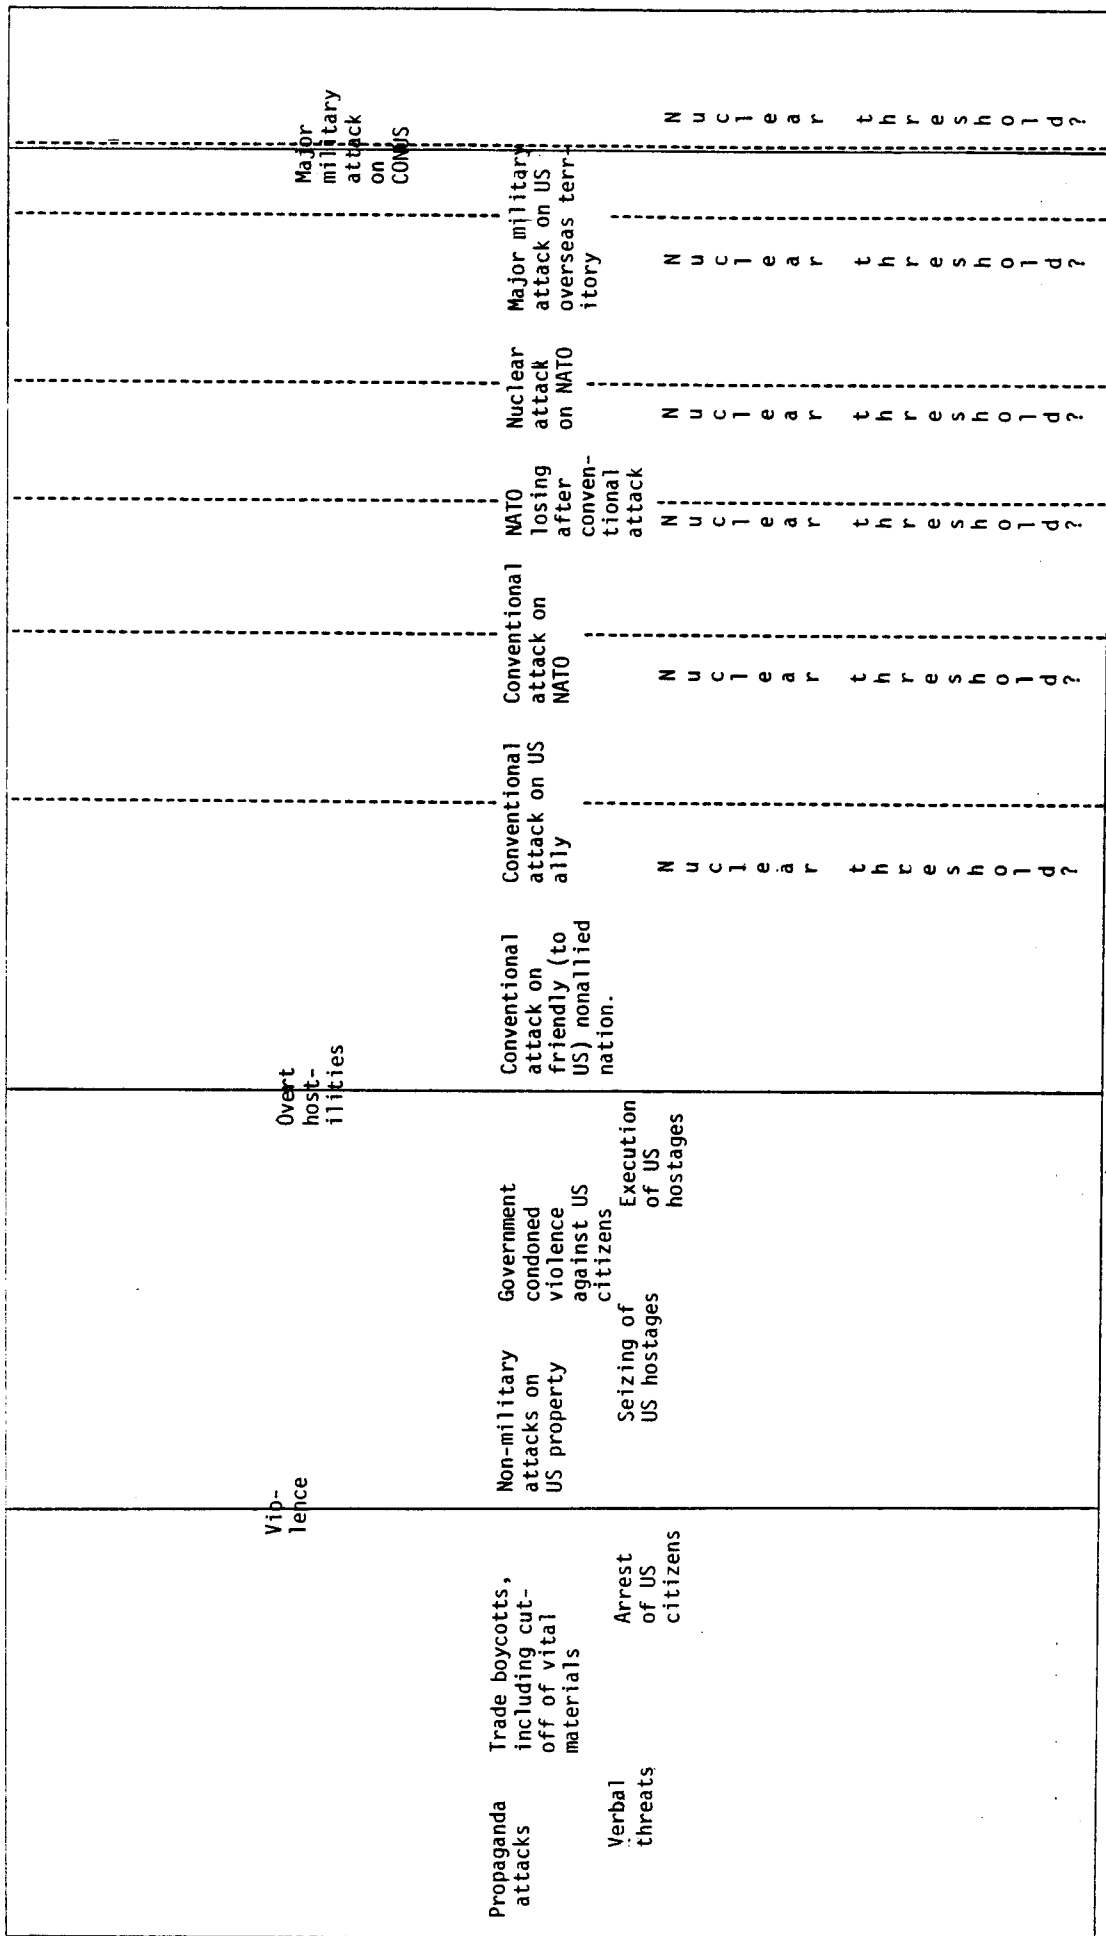 Vio-
lence
Overt
host-
ilities
Major
military
attack
on
CONUS
Propaganda
attacks
Verbal
threats
Trade boycotts,
including cut-
off of vital
materials
Arrest
of US
citizens
Non-military
attacks on
US property
Seizing of
US hostages
Government
condoned
violence
against US
citizens
Execution
of US
hostages
Conventional
attack on
friendly (to
US) nonallied
nation.
Conventional
attack on US
ally
Nuclear threshold?
Conventional
attack on
NATO
Nuclear threshold?
NATO
losing
after
conven-
tional
attack
Nuclear threshold?
Nuclear
attack
on NATO
Nuclear threshold?
Major military
attack on US
overseas terr-
itory
Nuclear threshold?
Nuclear threshold?